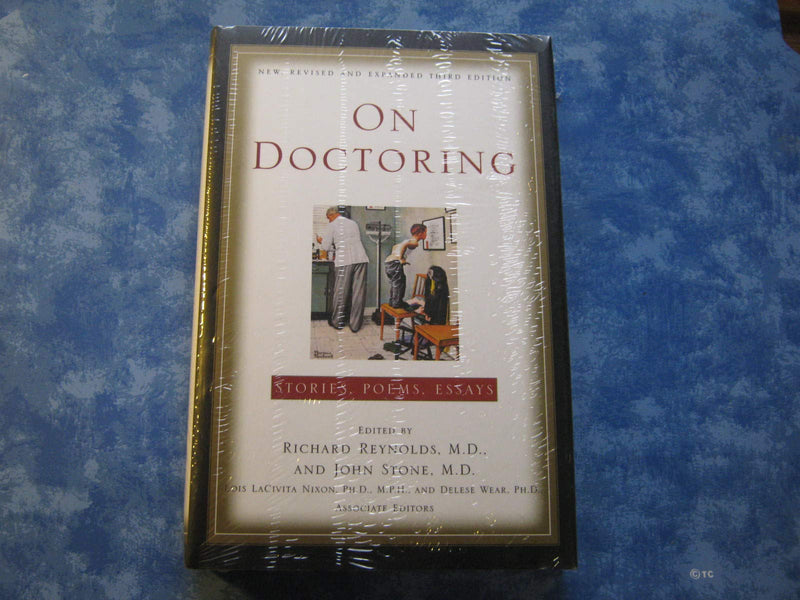 NEW, REVISED AND EXPANDED THIRD EDITION
ON
DOCTORING
STORIES, POEMS, ESSAYS
EDITED BY
RICHARD REYNOLDS, M.D.,
AND JOHN STONE, M.D.
LOIS LACIVITA NIXON, PH.D., M.P.H., AND DELESE WEAR, PH.D.,
ASSOCIATE EDITORS
©TC